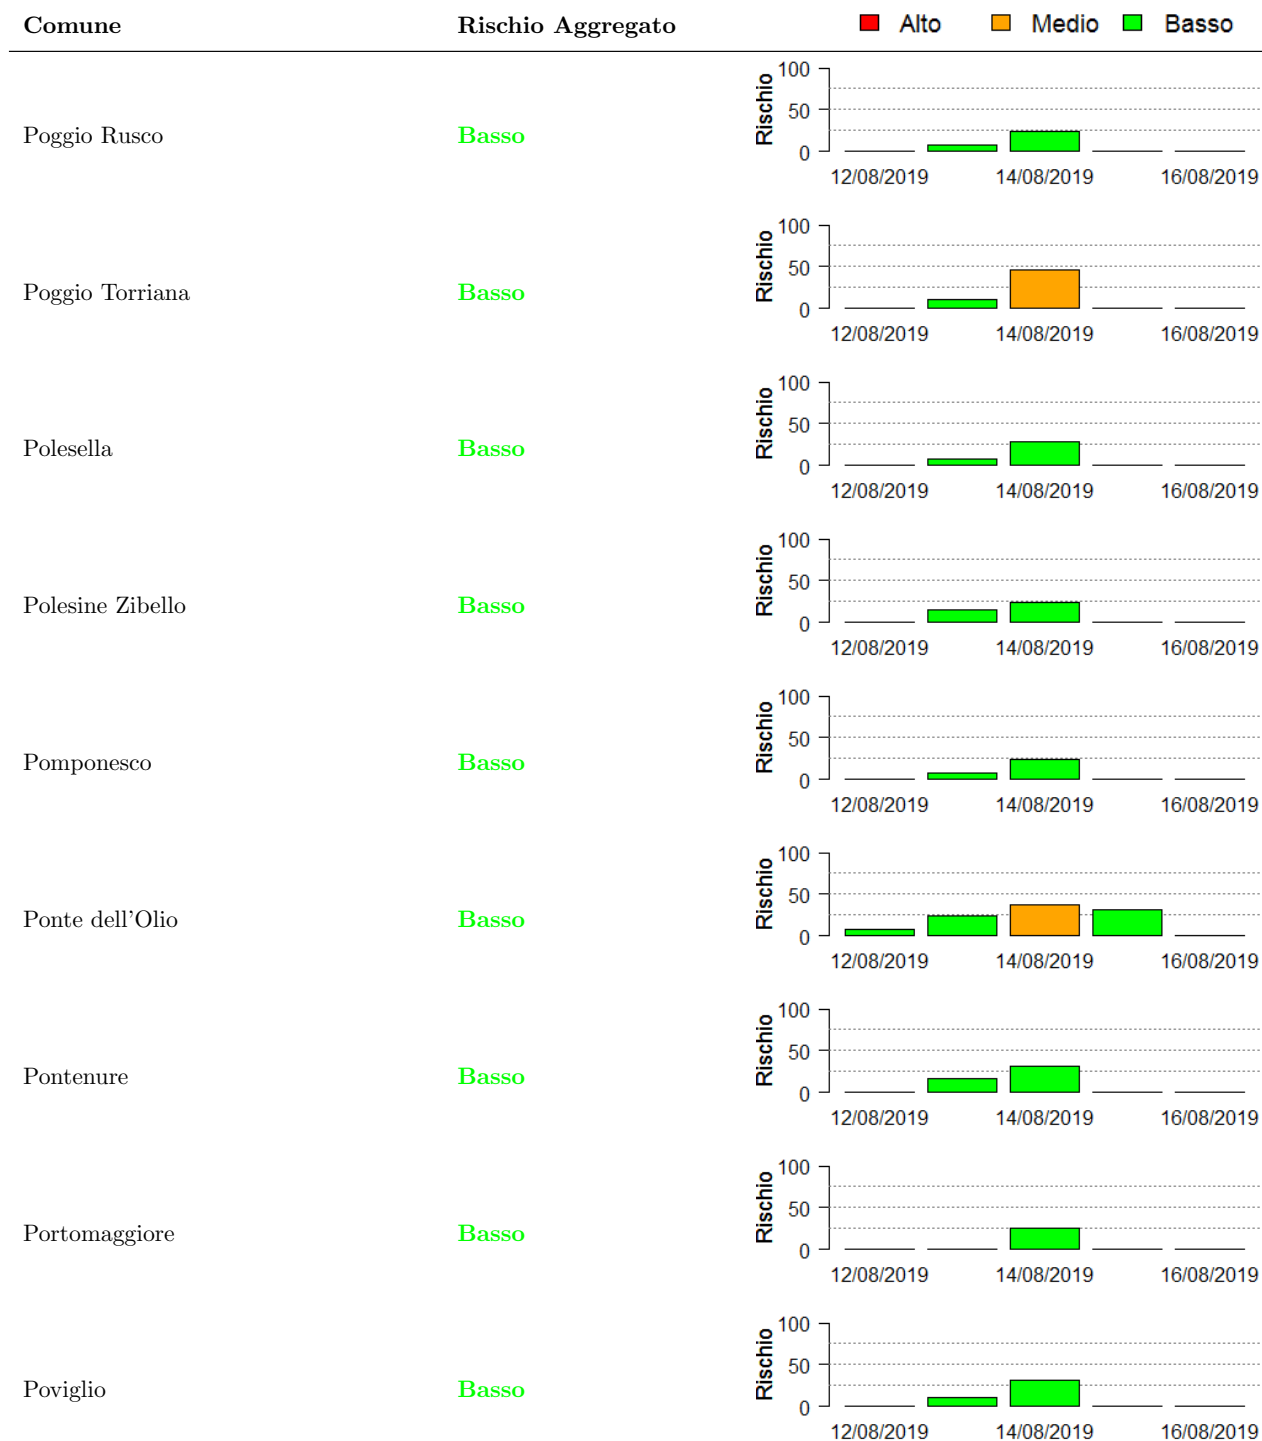 Comune Rischio Aggregato Alto Medio Basso
100
50
0
Rischio
Poggio Rusco Basso
12/08/2019 14/08/2019 16/08/2019
100
50
0
Rischio
Poggio Torriana Basso
12/08/2019 14/08/2019 16/08/2019
100
50
0
Rischio
Polesella Basso
12/08/2019 14/08/2019 16/08/2019
100
50
0
Rischio
Polesine Zibello Basso
12/08/2019 14/08/2019 16/08/2019
100
50
0
Rischio
Pomponesco Basso
12/08/2019 14/08/2019 16/08/2019
100
50
0
Rischio
Ponte dell'Olio Basso
12/08/2019 14/08/2019 16/08/2019
100
50
0
Rischio
Pontenure Basso
12/08/2019 14/08/2019 16/08/2019
100
50
0
Rischio
Portomaggiore Basso
12/08/2019 14/08/2019 16/08/2019
100
50
0
Rischio
Poviglio Basso
12/08/2019 14/08/2019 16/08/2019